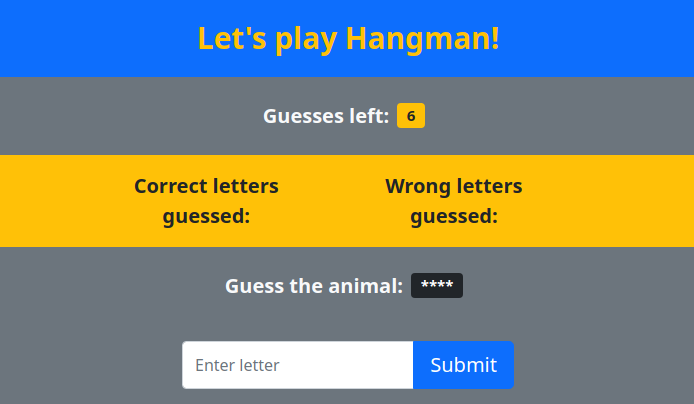 Let's play Hangman!
Guesses left: 6
Correct letters
guessed:
Wrong letters
guessed:
Guess the animal: ****
Enter letter
Submit